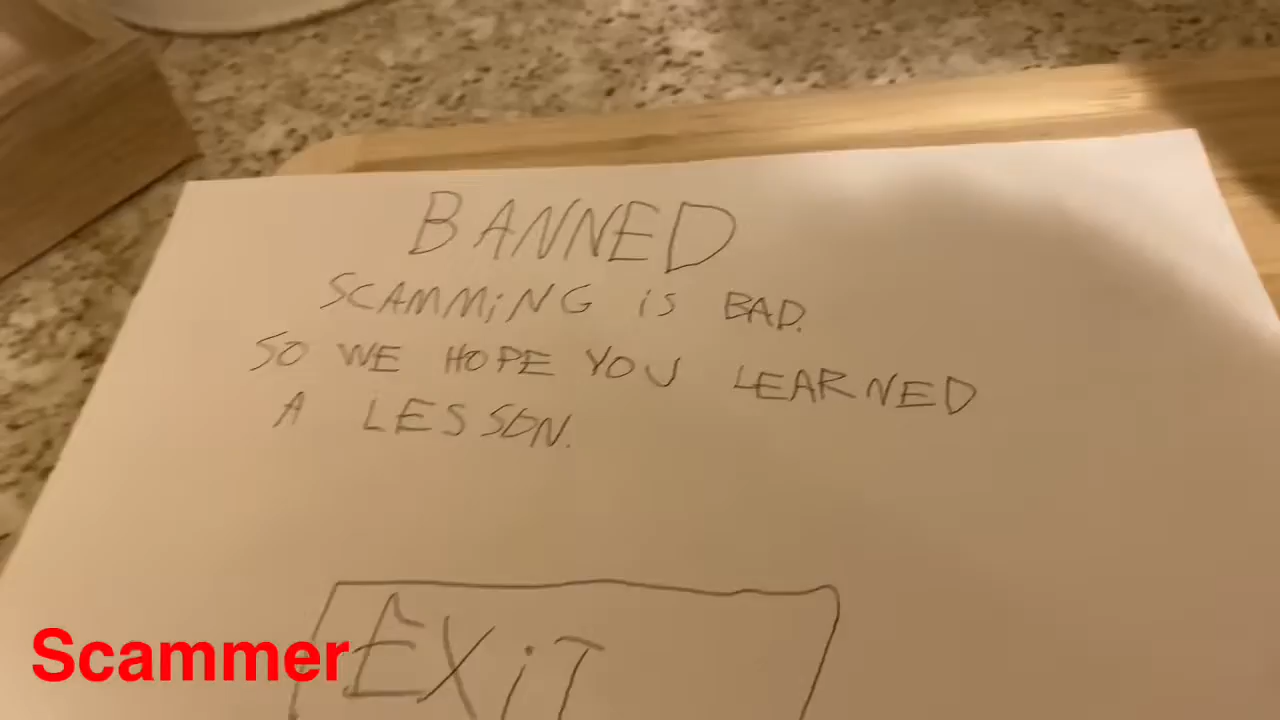 BANNED
SCAMMiNG iS BAD.
SO WE HOPE YOU LEARNED
A LESSON.
EXiT
Scammer